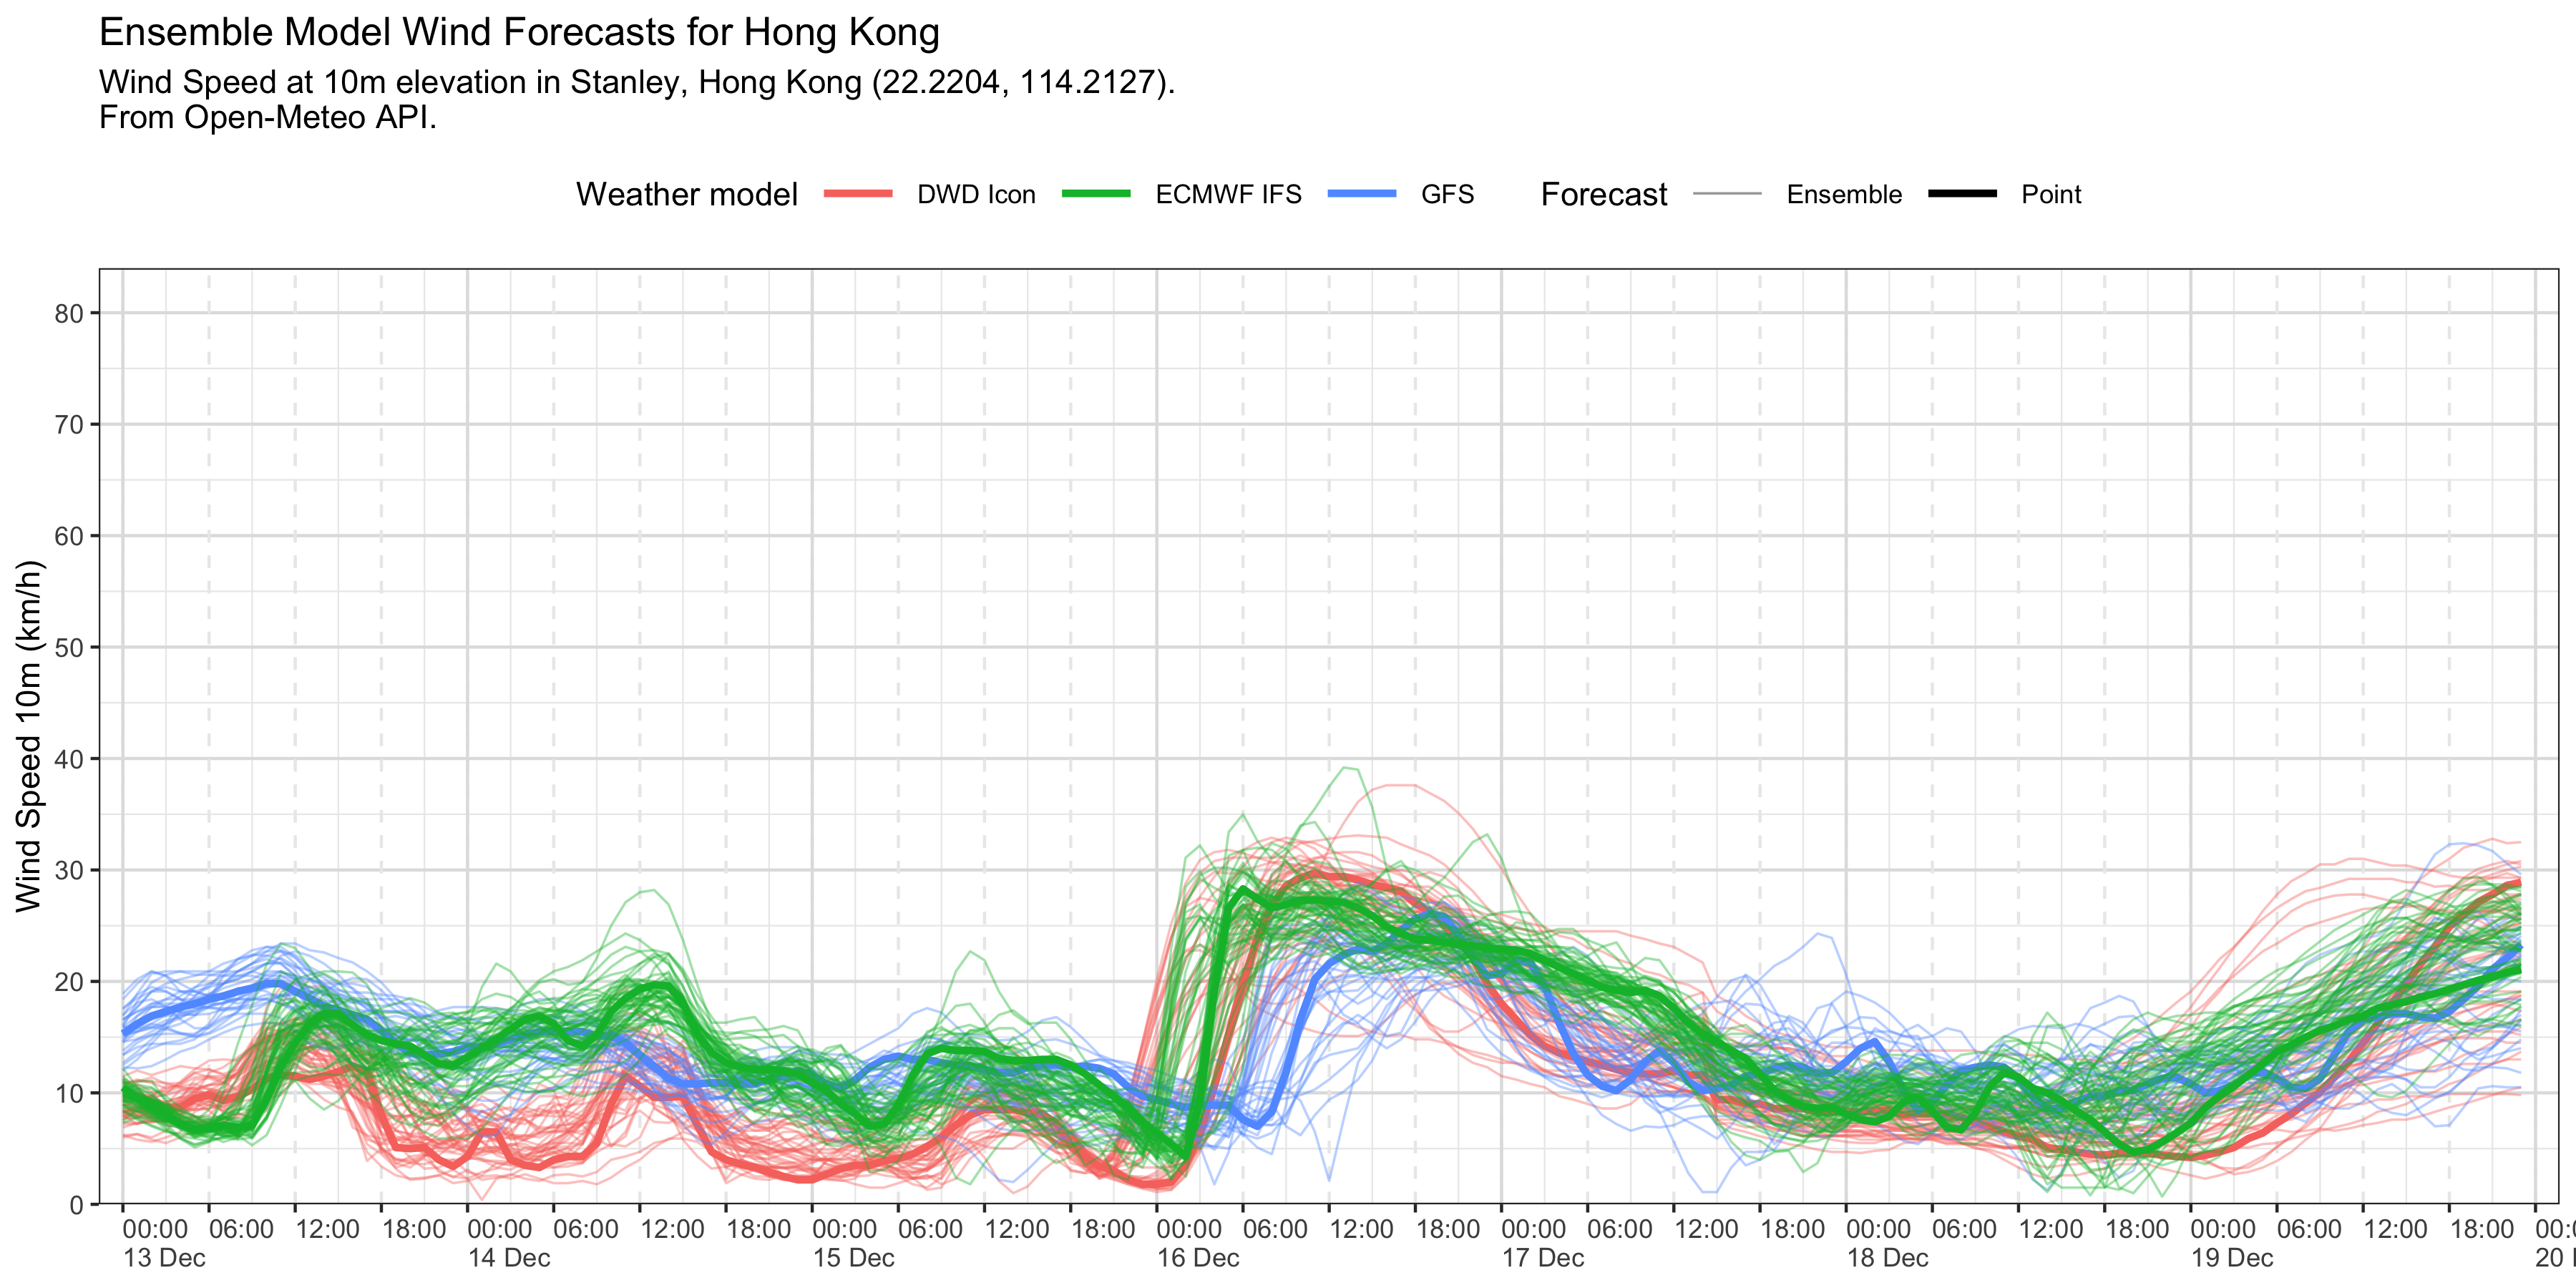 Ensemble Model Wind Forecasts for Hong Kong
Wind Speed at 10m elevation in Stanley, Hong Kong (22.2204, 114.2127).
From Open-Meteo API.
Weather model DWD Icon ECMWF IFS GFS Forecast Ensemble Point
Wind Speed 10m (km/h)
80
70
60
50
40
30
20
10
0
00:00 06:00 12:00 18:00 00:00 06:00 12:00 18:00 00:00 06:00 12:00 18:00 00:00 06:00 12:00 18:00 00:00 06:00 12:00 18:00 00:00 06:00 12:00 18:00 00:00 06:00 12:00 18:00
13 Dec 14 Dec 15 Dec 16 Dec 17 Dec 18 Dec 19 Dec 20